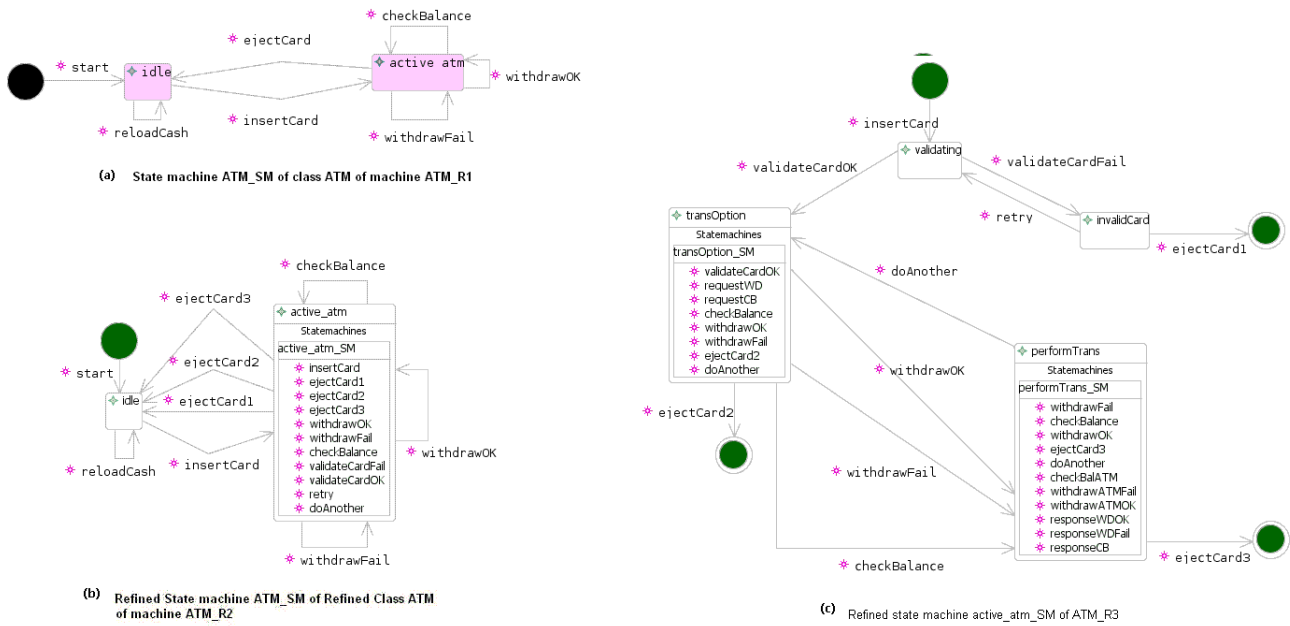 checkBalance
ejectCard
start
idle
active atm
withdrawOK
reloadCash
insertCard
withdrawFail
(a) State machine ATM_SM of class ATM of machine ATM_R1
checkBalance
ejectCard3
active_atm
Statemachines
active_atm_SM
insertCard
ejectCard1
ejectCard2
ejectCard3
withdrawOK
withdrawFail
checkBalance
validateCardFail
validateCardOK
retry
doAnother
ejectCard2
start
idle
ejectCard1
withdrawOK
reloadCash
insertCard
withdrawFail
(b) Refined State machine ATM_SM of Refined Class ATM
of machine ATM_R2
insertCard
validating
validateCardOK
validateCardFail
retry
invalidCard
ejectCard1
transOption
Statemachines
transOption_SM
validateCardOK
requestWD
requestCB
checkBalance
withdrawOK
withdrawFail
ejectCard2
doAnother
doAnother
withdrawOK
ejectCard2
withdrawFail
checkBalance
performTrans
Statemachines
performTrans_SM
withdrawFail
checkBalance
withdrawOK
ejectCard3
doAnother
checkBalATM
withdrawATMFail
withdrawATMOK
responseWDOK
responseWDFail
responseCB
ejectCard3
(c) Refined state machine active_atm_SM of ATM_R3